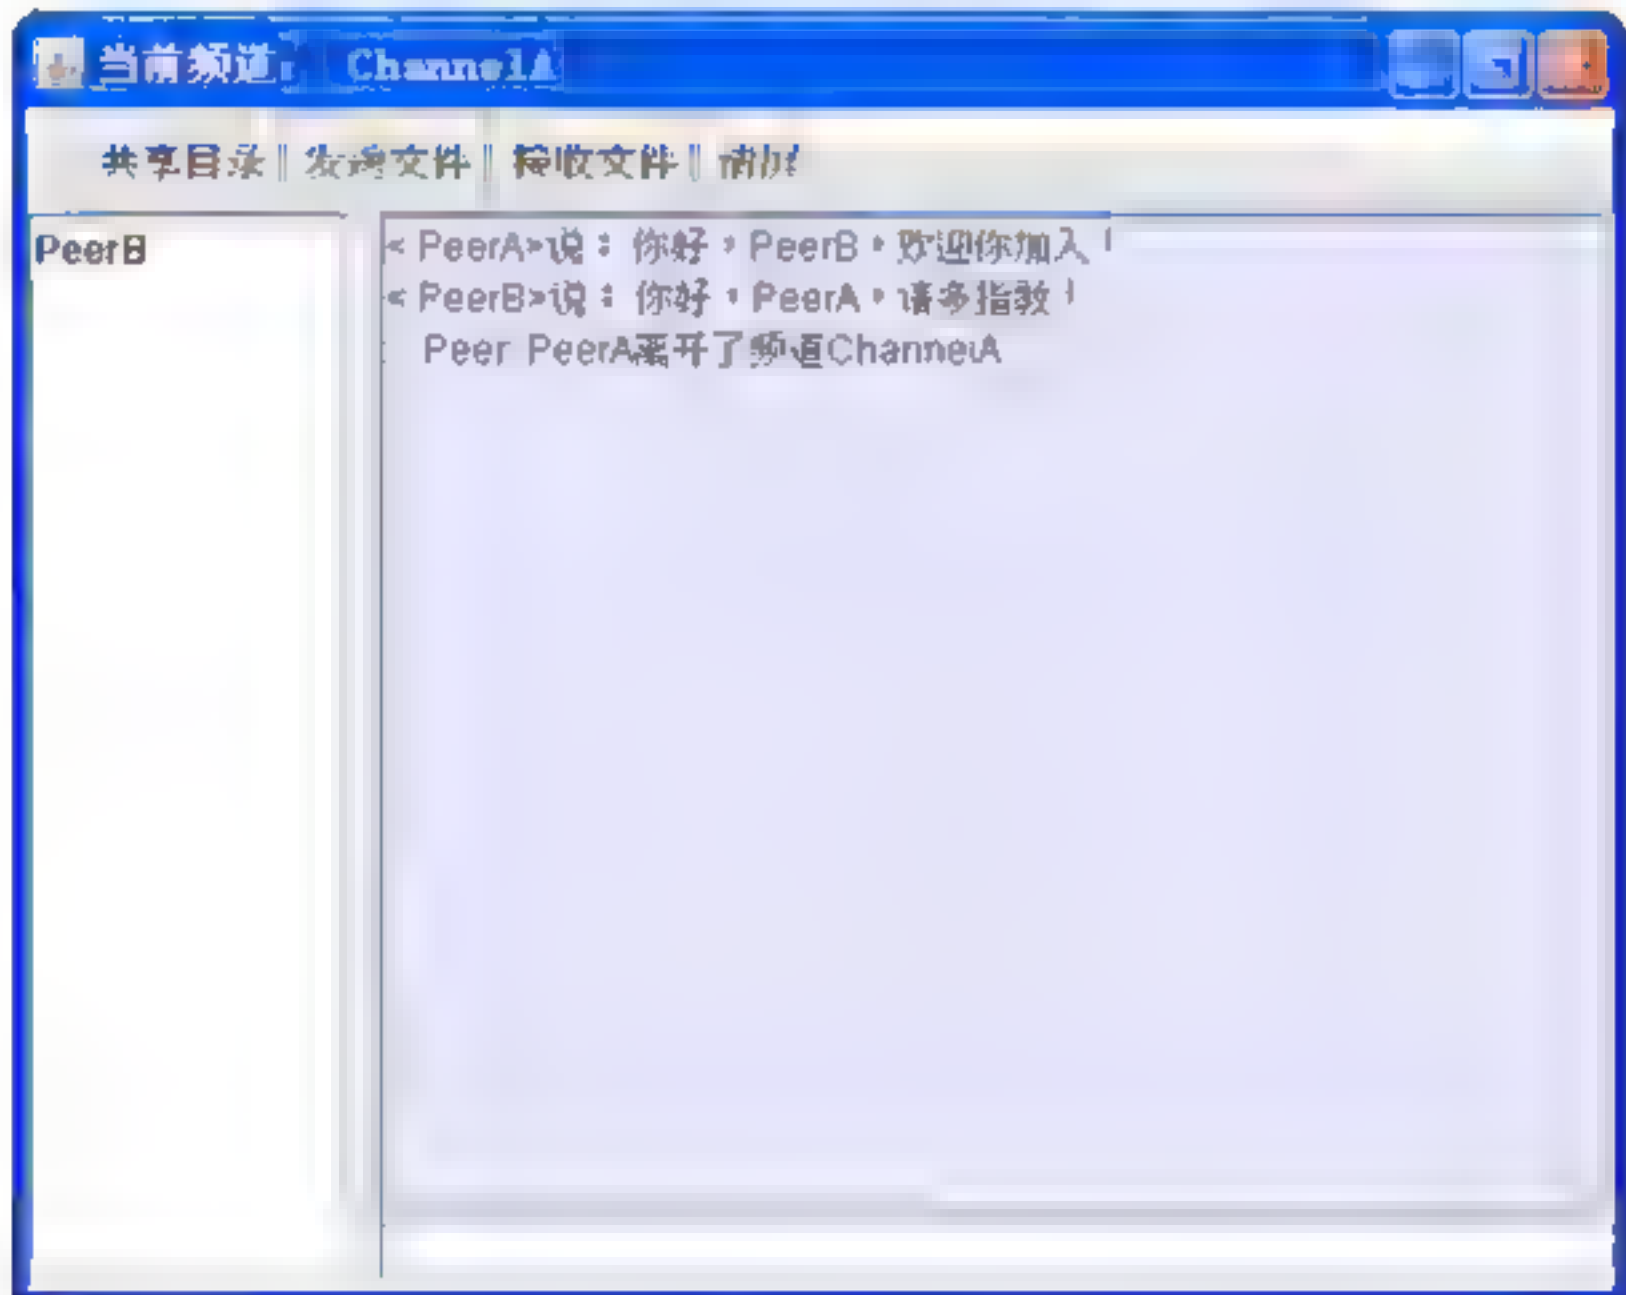 当前频道: ChannelA
共享目录 发送文件 接收文件 清屏
PeerB
< PeerA>说: 你好,PeerB,欢迎你加入!
< PeerB>说: 你好,PeerA,请多指教!
Peer PeerA离开了频道ChannelA